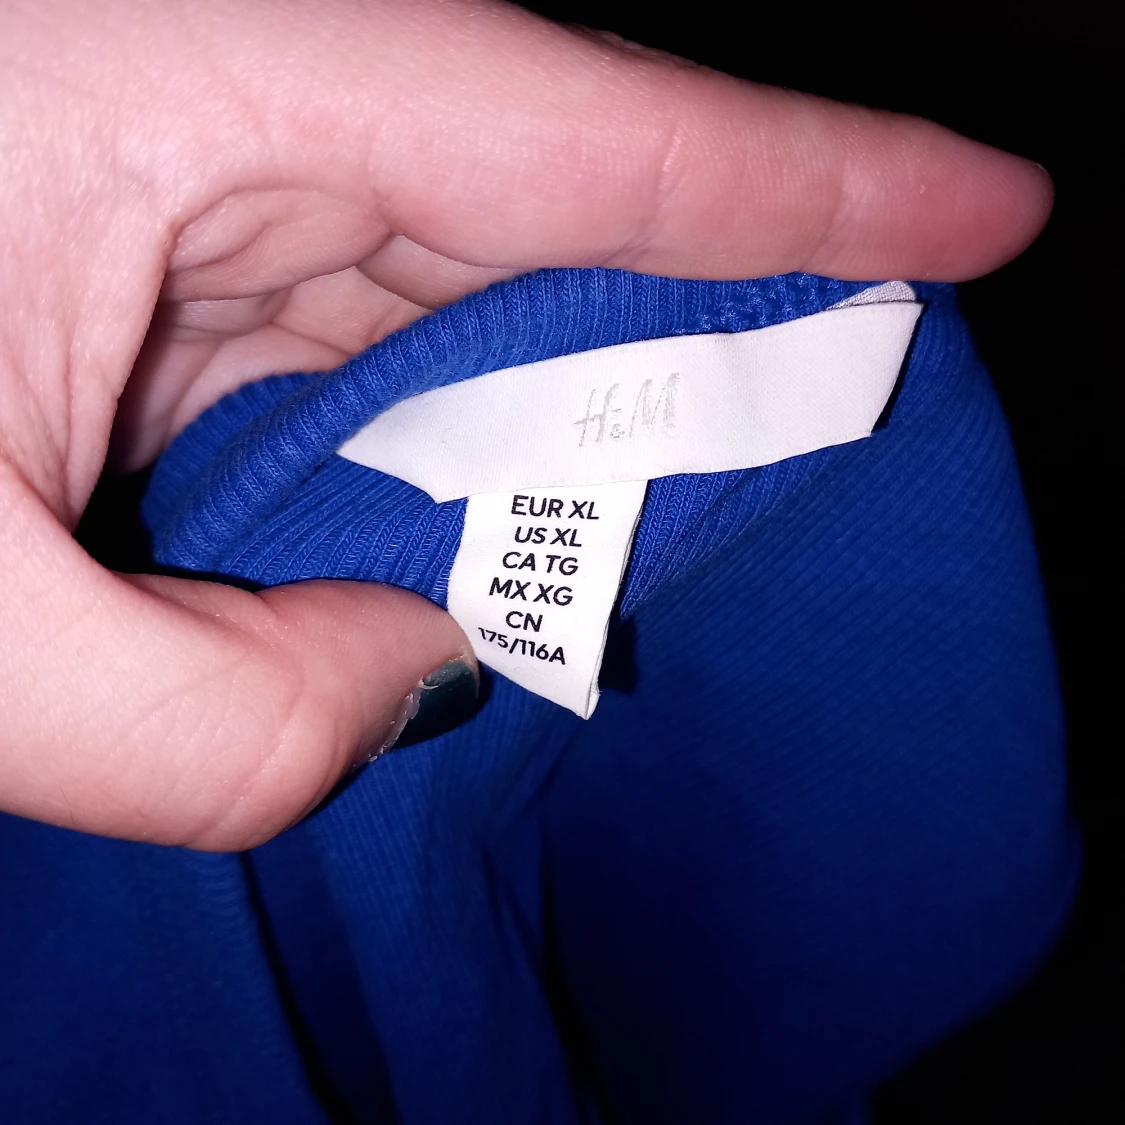 H&M
EUR XL
US XL
CA TG
MX XG
CN
175/116A